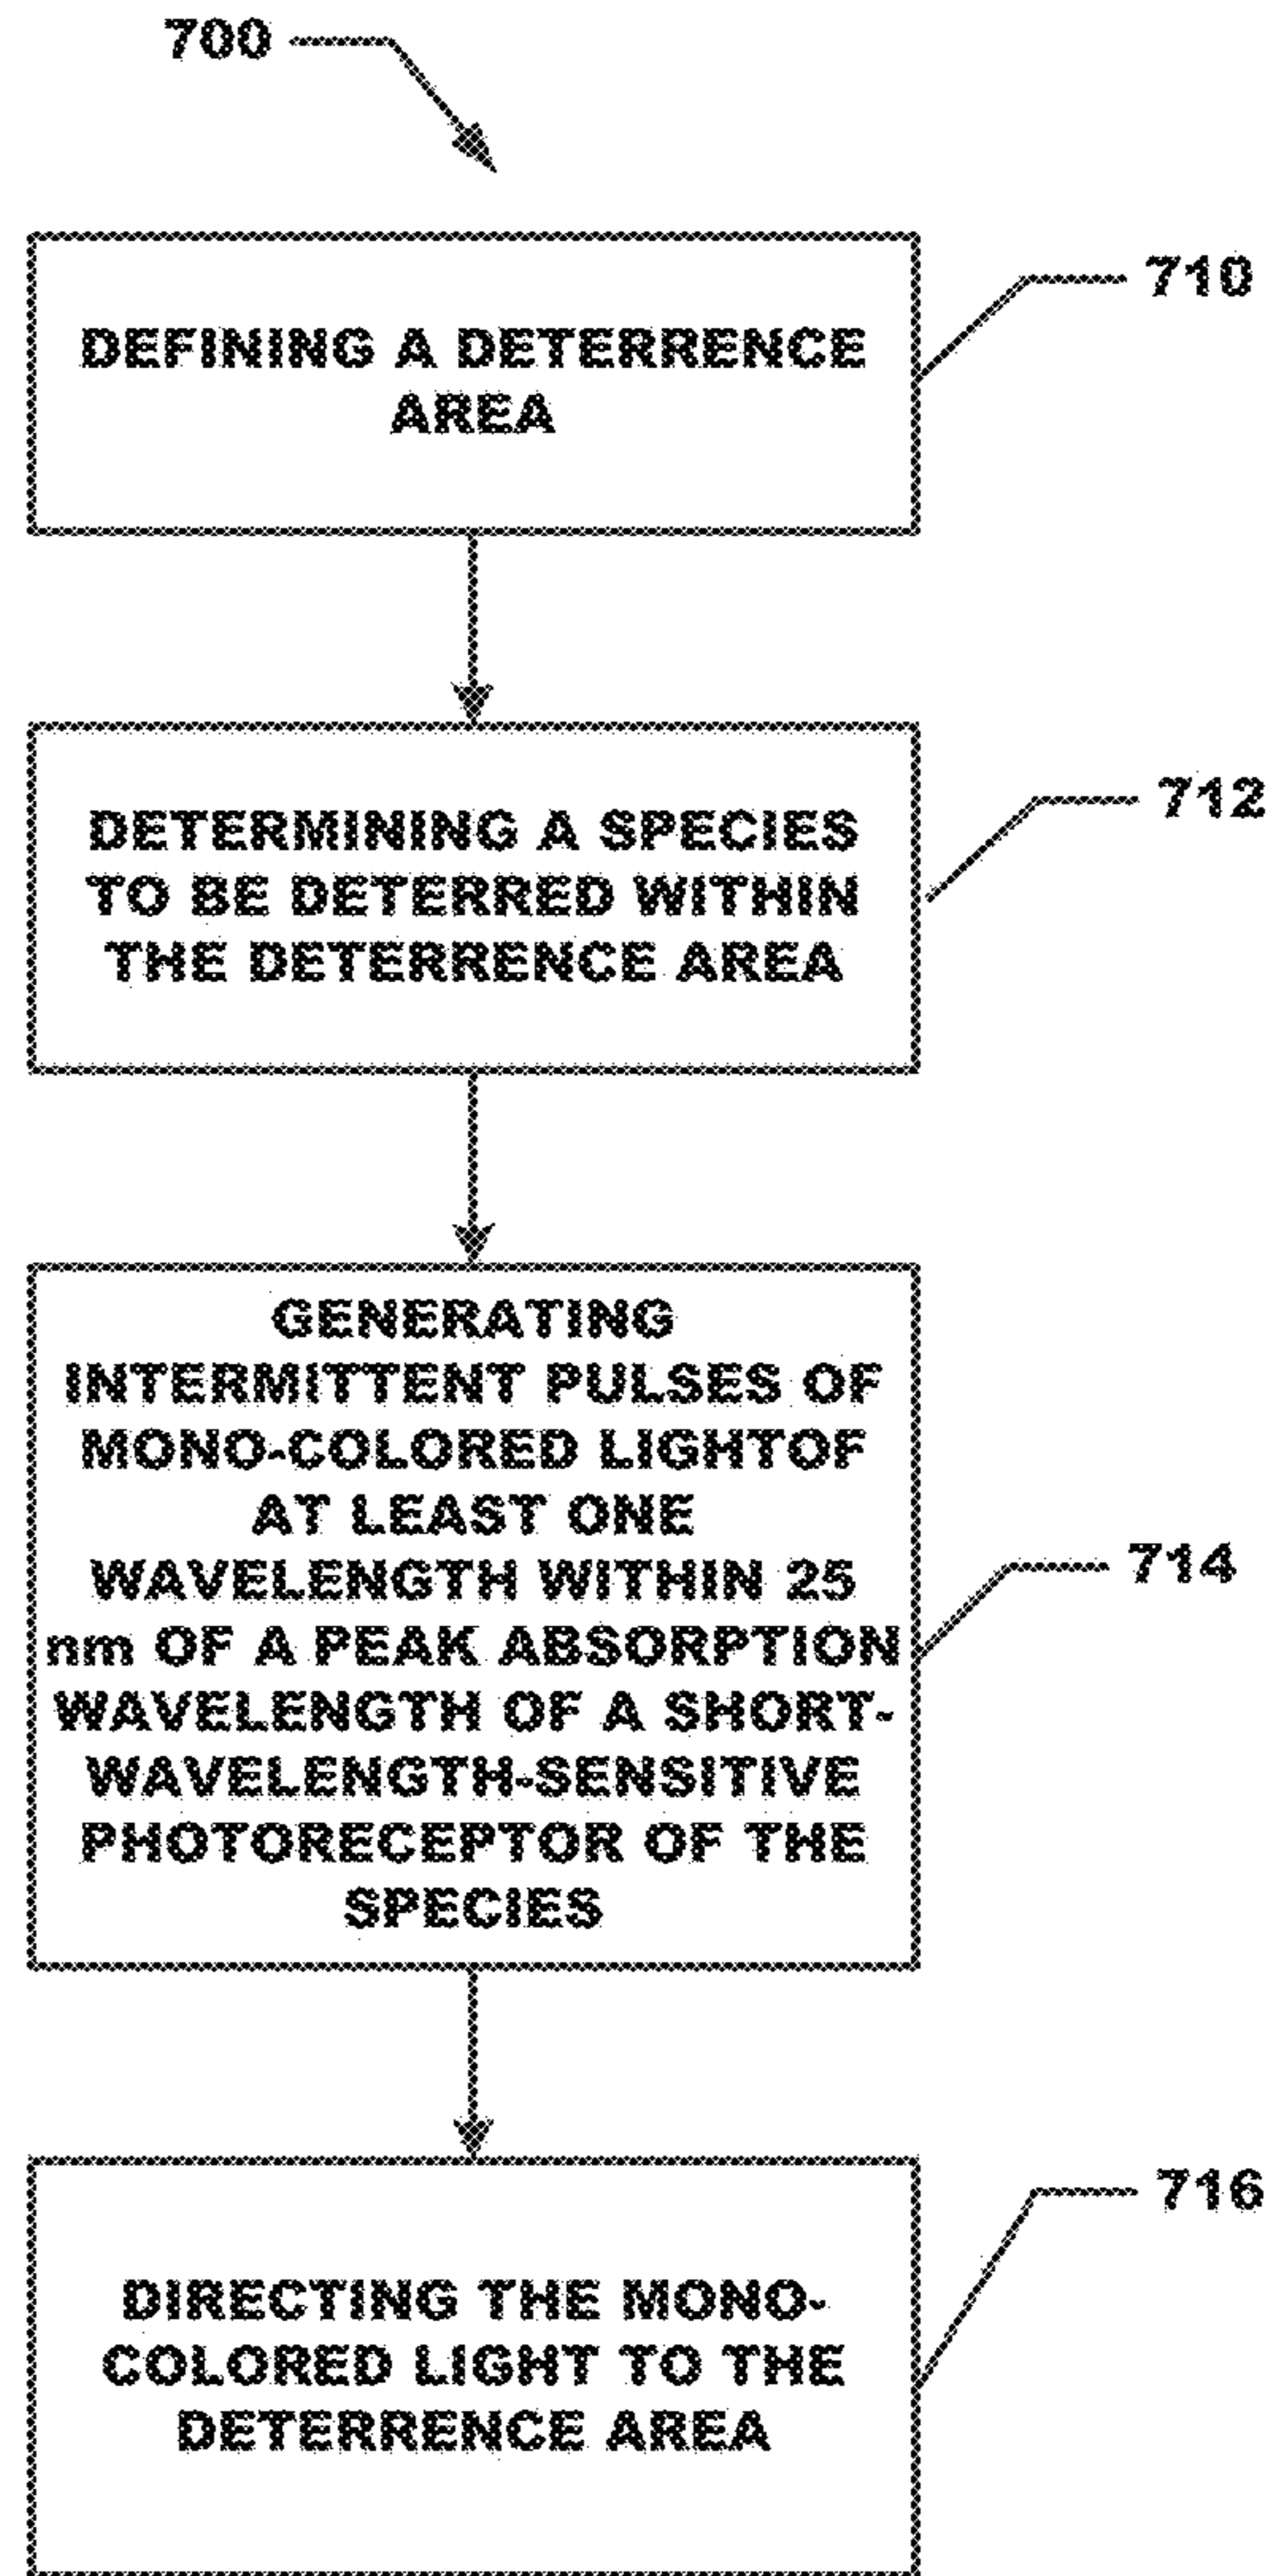 700
710
DEFINING A DETERRENCE
AREA
712
DETERMINING A SPECIES
TO BE DETERRED WITHIN
THE DETERRENCE AREA
GENERATING
INTERMITTENT PULSES OF
MONO-COLORED LIGHTOF
AT LEAST ONE
WAVELENGTH WITHIN 25
nm OF A PEAK ABSORPTION
WAVELENGTH OF A SHORT-
WAVELENGTH-SENSITIVE
PHOTORECEPTOR OF THE
SPECIES
714
716
DIRECTING THE MONO-
COLORED LIGHT TO THE
DETERRENCE AREA